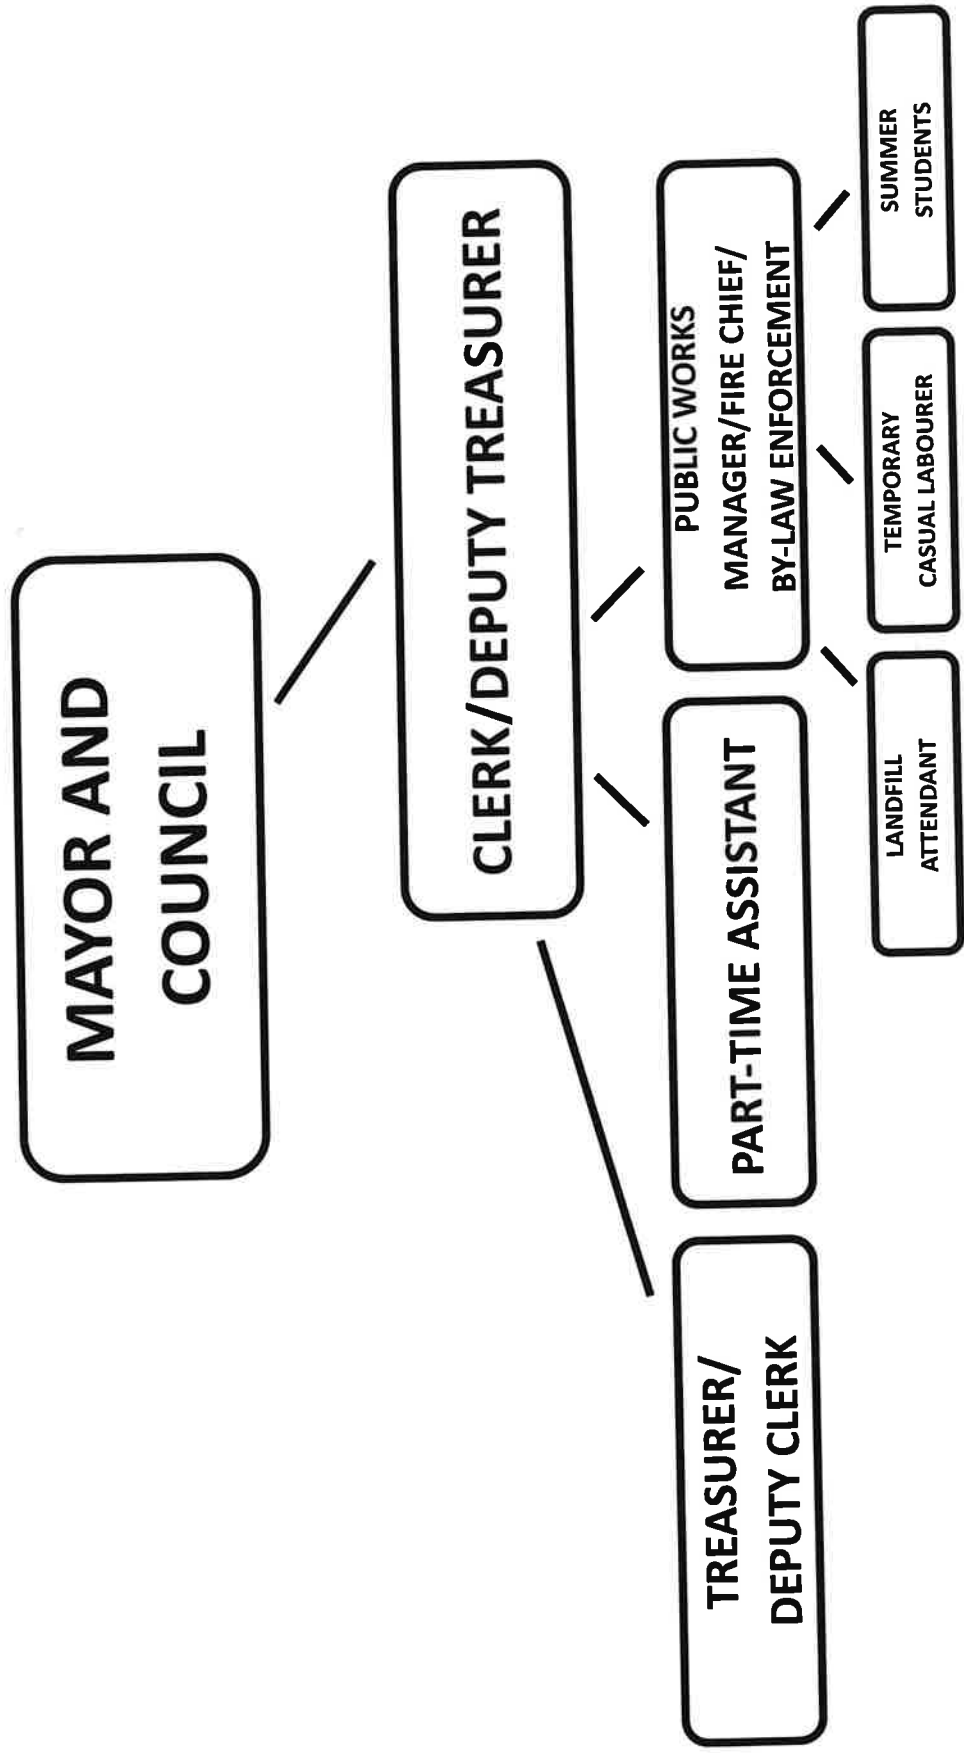 MAYOR AND
COUNCIL
CLERK/DEPUTY TREASURER
TREASURER/
DEPUTY CLERK
PART-TIME ASSISTANT
PUBLIC WORKS
MANAGER/FIRE CHIEF/
BY-LAW ENFORCEMENT
LANDFILL
ATTENDANT
TEMPORARY
CASUAL LABOURER
SUMMER
STUDENTS